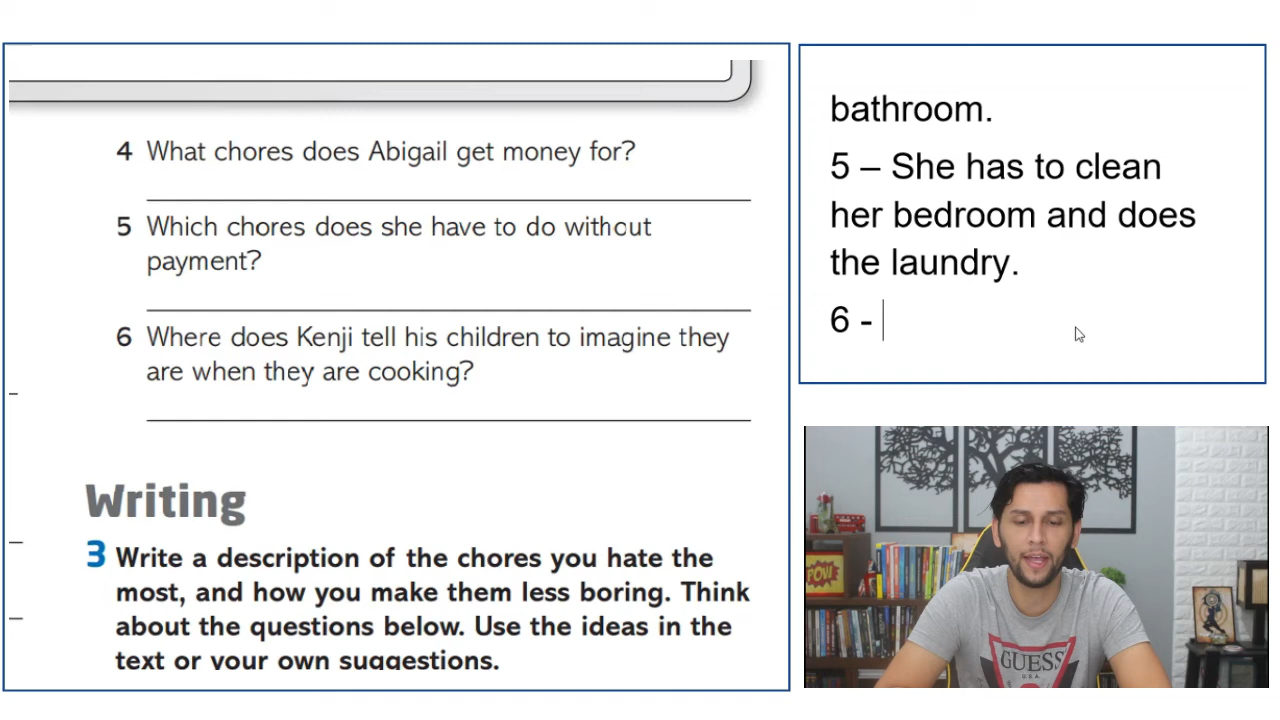 4 What chores does Abigail get money for?
5 Which chores does she have to do without
payment?
6 Where does Kenji tell his children to imagine they
are when they are cooking?
Writing
3 Write a description of the chores you hate the
most, and how you make them less boring. Think
about the questions below. Use the ideas in the
text or your own suggestions.
bathroom.
5 – She has to clean
her bedroom and does
the laundry.
6 -
POW
GUESS
U.S.A.